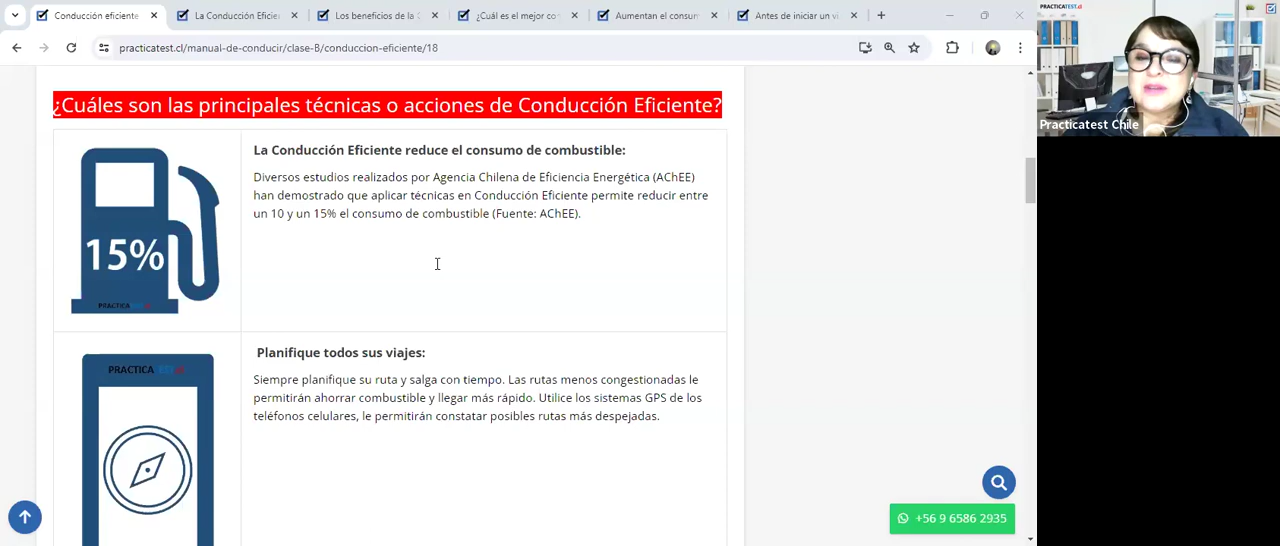 Conducción eficiente
La Conducción Eficie
Los beneficios de la C
¿Cuál es el mejor co
Aumentan el consum
Antes de iniciar un vi
practicatest.cl/manual-de-conducir/clase-B/conduccion-eficiente/18
PRACTICATEST.cl
Practicatest Chile
¿Cuáles son las principales técnicas o acciones de Conducción Eficiente?
La Conducción Eficiente reduce el consumo de combustible:
Diversos estudios realizados por Agencia Chilena de Eficiencia Energética (AChEE)
han demostrado que aplicar técnicas en Conducción Eficiente permite reducir entre
un 10 y un 15% el consumo de combustible (Fuente: AChEE).
15%
Planifique todos sus viajes:
PRACTICA
Siempre planifique su ruta y salga con tiempo. Las rutas menos congestionadas le
permitirán ahorrar combustible y llegar más rápido. Utilice los sistemas GPS de los
teléfonos celulares, le permitirán constatar posibles rutas más despejadas.
+56 9 6586 2935